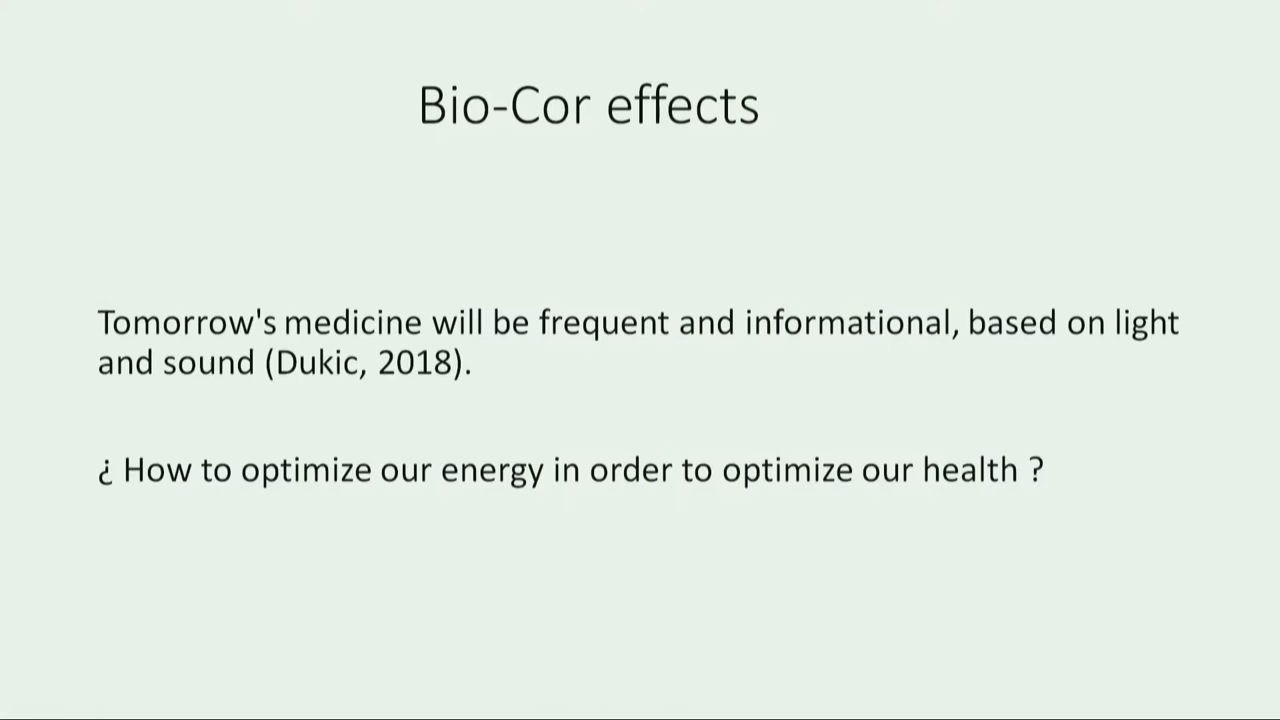 Bio-Cor effects
Tomorrow's medicine will be frequent and informational, based on light
and sound (Dukic, 2018).
¿ How to optimize our energy in order to optimize our health ?